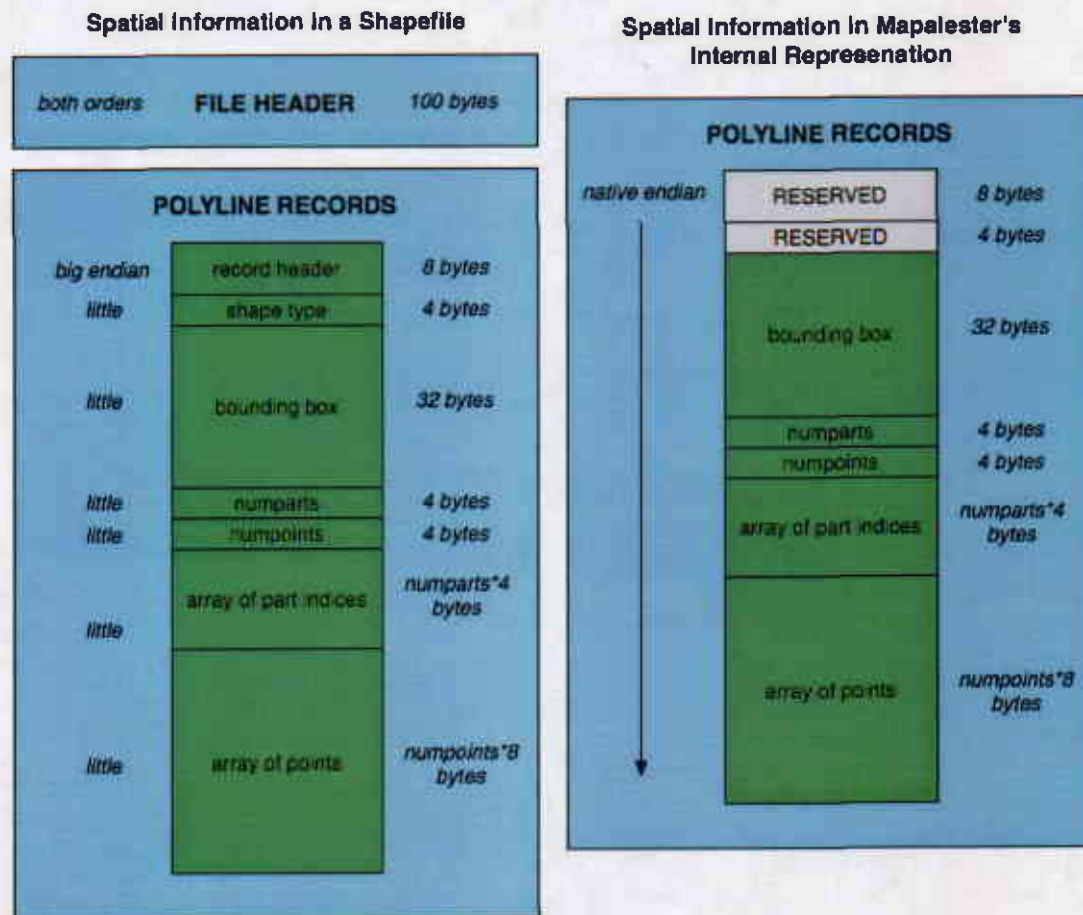 Spatial Information in a Shapefile
both orders FILE HEADER 100 bytes
POLYLINE RECORDS
big endian record header 8 bytes
little shape type 4 bytes
little bounding box 32 bytes
little numparts 4 bytes
little numpoints 4 bytes
little array of part indices numparts*4
bytes
little array of points numpoints*8
bytes
Spatial Information in Mapalester's
Internal Represenation
POLYLINE RECORDS
native endian RESERVED 8 bytes
RESERVED 4 bytes
bounding box 32 bytes
numparts 4 bytes
numpoints 4 bytes
array of part indices numparts*4
bytes
array of points numpoints*8
bytes